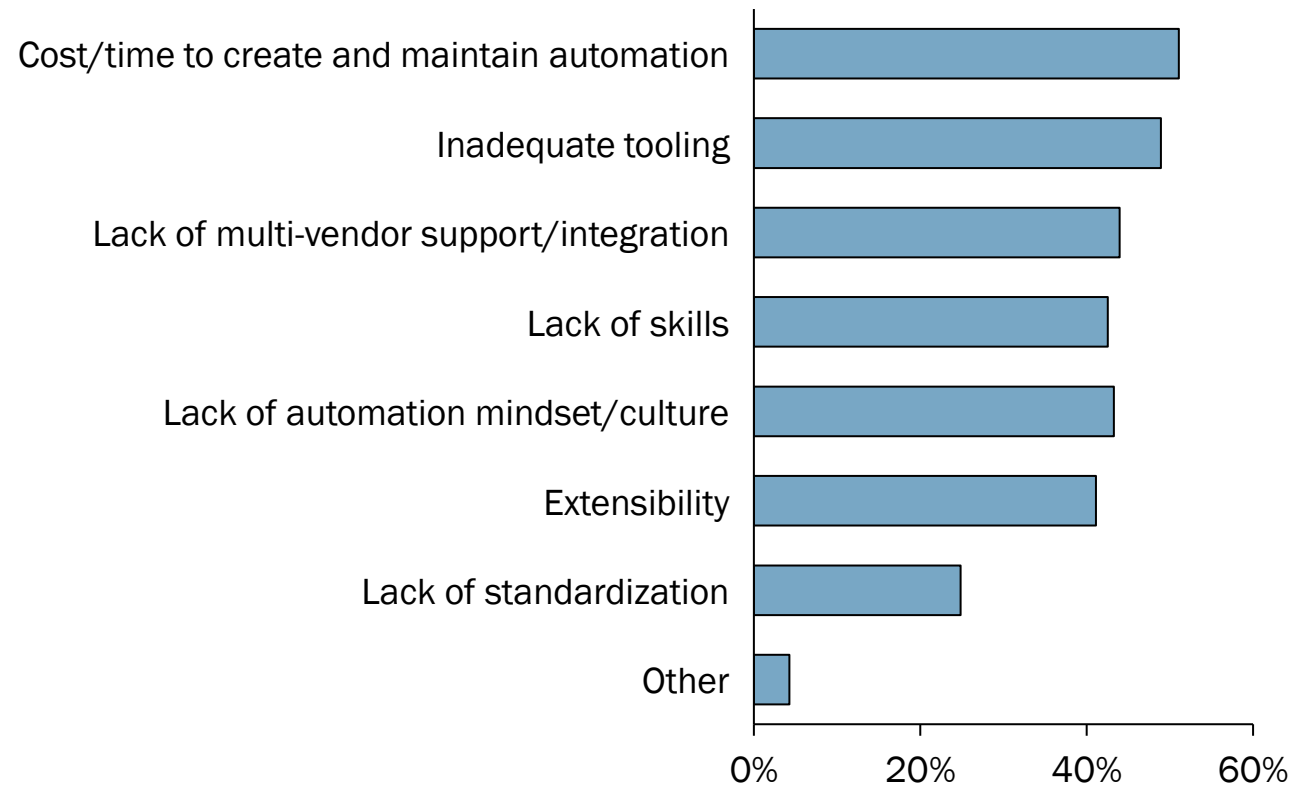 Cost/time to create and maintain automation
Inadequate tooling
Lack of multi-vendor support/integration
Lack of skills
Lack of automation mindset/culture
Extensibility
Lack of standardization
Other
0% 20% 40% 60%